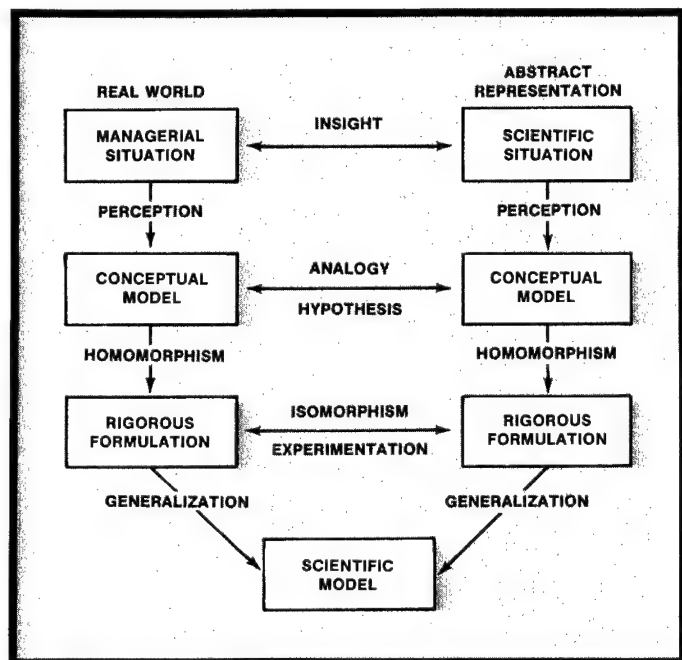 REAL WORLD
ABSTRACT
REPRESENTATION
MANAGERIAL
SITUATION
INSIGHT
SCIENTIFIC
SITUATION
PERCEPTION
PERCEPTION
CONCEPTUAL
MODEL
ANALOGY
HYPOTHESIS
CONCEPTUAL
MODEL
HOMOMORPHISM
HOMOMORPHISM
RIGOROUS
FORMULATION
ISOMORPHISM
EXPERIMENTATION
RIGOROUS
FORMULATION
GENERALIZATION
GENERALIZATION
SCIENTIFIC
MODEL